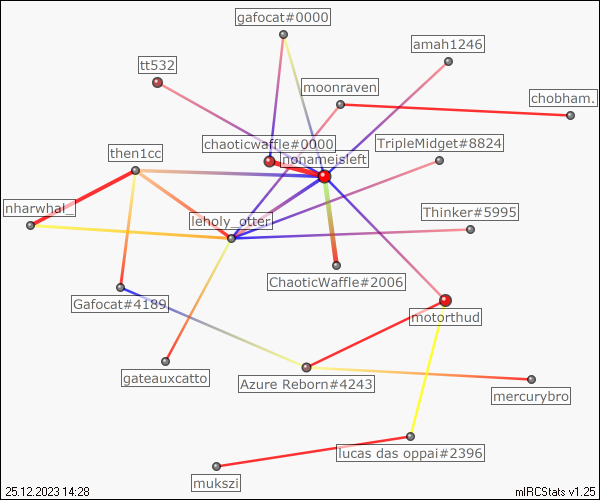 gafocat#0000
amah1246
tt532
moonraven
chobham.
chaoticwaffle#0000
TripleMidget#8824
then1cc
nonameisleft
nharwhal_
Thinker#5995
leholy_otter
ChaoticWaffle#2006
Gafocat#4189
motorthud
gateauxcatto
Azure Reborn#4243
mercurybro
lucas das oppai#2396
mukszi
25.12.2023 14:28
mIRCStats v1.25